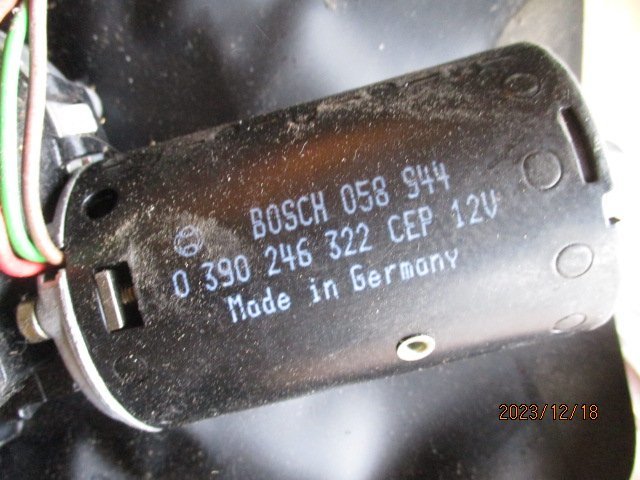 BOSCH 058 944
0 390 246 322 CEP 12V
Made in Germany
2023/12/18